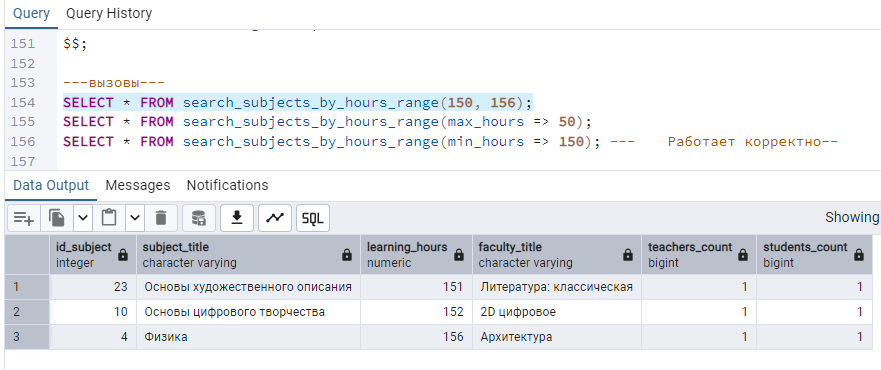 Query Query History
151 $$;
152
153 ---вызовы---
154 SELECT * FROM search_subjects_by_hours_range(150, 156);
155 SELECT * FROM search_subjects_by_hours_range(max_hours => 50);
156 SELECT * FROM search_subjects_by_hours_range(min_hours => 150); --- Работает корректно--
157
Data Output Messages Notifications
SQL Showing
id_subject subject_title learning_hours faculty_title teachers_count students_count
integer character varying numeric character varying bigint bigint
1 23 Основы художественного описания 151 Литература: классическая 1 1
2 10 Основы цифрового творчества 152 2D цифровое 1 1
3 4 Физика 156 Архитектура 1 1